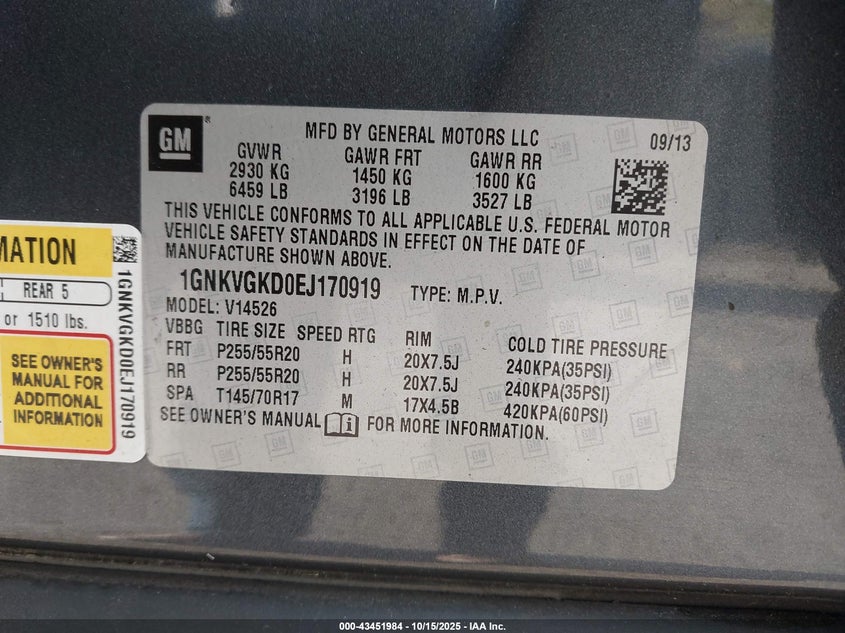 GM
®
MFD BY GENERAL MOTORS LLC
09/13
GVWR GAWR FRT GAWR RR
2930 KG 1450 KG 1600 KG
6459 LB 3196 LB 3527 LB
THIS VEHICLE CONFORMS TO ALL APPLICABLE U.S. FEDERAL MOTOR
VEHICLE SAFETY STANDARDS IN EFFECT ON THE DATE OF
MANUFACTURE SHOWN ABOVE.
1GNKVGKD0EJ170919 TYPE: M.P.V.
MODEL: V14526
VBBG TIRE SIZE SPEED RTG RIM COLD TIRE PRESSURE
FRT P255/55R20 H 20X7.5J 240KPA(35PSI)
RR P255/55R20 H 20X7.5J 240KPA(35PSI)
SPA T145/70R17 M 17X4.5B 420KPA(60PSI)
SEE OWNER'S MANUAL FOR MORE INFORMATION.
MATION
REAR 5
or 1510 lbs.
SEE OWNER'S
MANUAL FOR
ADDITIONAL
INFORMATION
1GNKVGKD0EJ170919
000-43451984 - 10/15/2025 - IAA Inc.